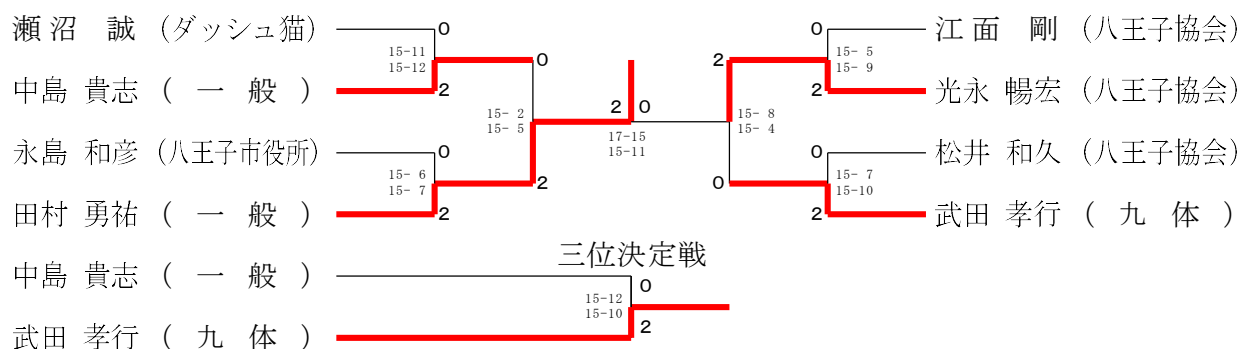 瀬沼 誠 (ダッシュ猫) 0 0 江面 剛 (八王子協会)
15-11 0 2 15- 5
15-12 15- 9
中島 貴志 ( 一 般 ) 2 2 光永 暢宏 (八王子協会)
15- 2 2 0 15- 8
15- 5 17-15 15- 4
永島 和彦 (八王子市役所) 0 15-11 0 松井 和久 (八王子協会)
15- 6 2 0 15- 7
15- 7 15-10
田村 勇祐 ( 一 般 ) 2 2 武田 孝行 ( 九 体 )
三位決定戦
中島 貴志 ( 一 般 ) 0
15-12
15-10
武田 孝行 ( 九 体 ) 2